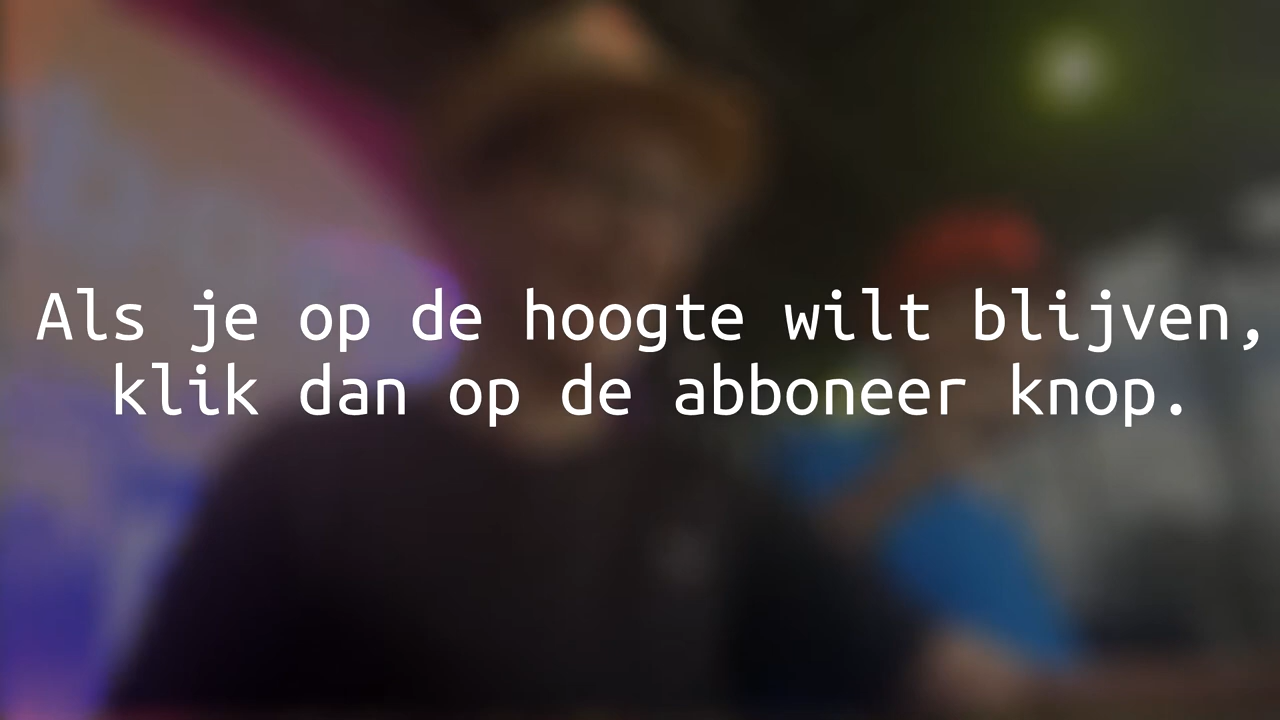 Als je op de hoogte wilt blijven,
klik dan op de abboneer knop.